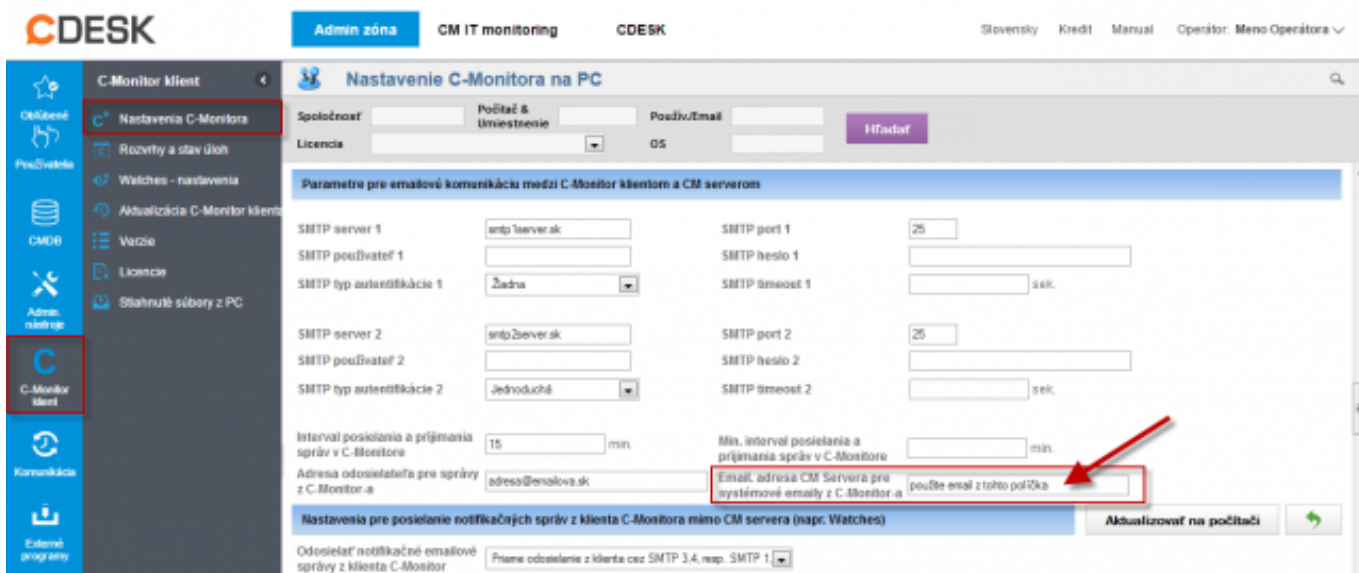 CDESK
Admin zóna CM IT monitoring CDESK
Slovensky Kredit Manual Operátor: Meno Operátora
Obľúbené
Používatelia
CMDB
Admin. nástroje
C-Monitor klient
Komunikácia
Externé programy
C-Monitor klient
Nastavenia C-Monitora
Rozvrhy a stav úloh
Watches - nastavenia
Aktualizácia C-Monitor klienta
Verzie
Licencie
Stiahnuté súbory z PC
Nastavenie C-Monitora na PC
Spoločnosť Počítač & Umiestnenie Použív./Email
Licencia OS
Hľadať
Parametre pre emailovú komunikáciu medzi C-Monitor klientom a CM serverom
SMTP server 1 smtp1server.sk SMTP port 1 25
SMTP používateľ 1 SMTP heslo 1
SMTP typ autentifikácie 1 Žiadna SMTP timeout 1 sek.
SMTP server 2 smtp2server.sk SMTP port 2 25
SMTP používateľ 2 SMTP heslo 2
SMTP typ autentifikácie 2 Jednoduchá SMTP timeout 2 sek.
Interval posielania a prijímania správ v C-Monitore 15 min. Min. interval posielania a prijímania správ v C-Monitore min.
Adresa odosielateľa pre správy z C-Monitor-a adresa@emailova.sk Email. adresa CM Servera pre systémové emaily z C-Monitor-a použite email z tohto políčka
Nastavenia pre posielanie notifikačných správ z klienta C-Monitora mimo CM servera (napr. Watches)
Aktualizovať na počítači
Odosielať notifikačné emailové správy z klienta C-Monitor Priame odosielanie z klienta cez SMTP 3,4, resp. SMTP 1,